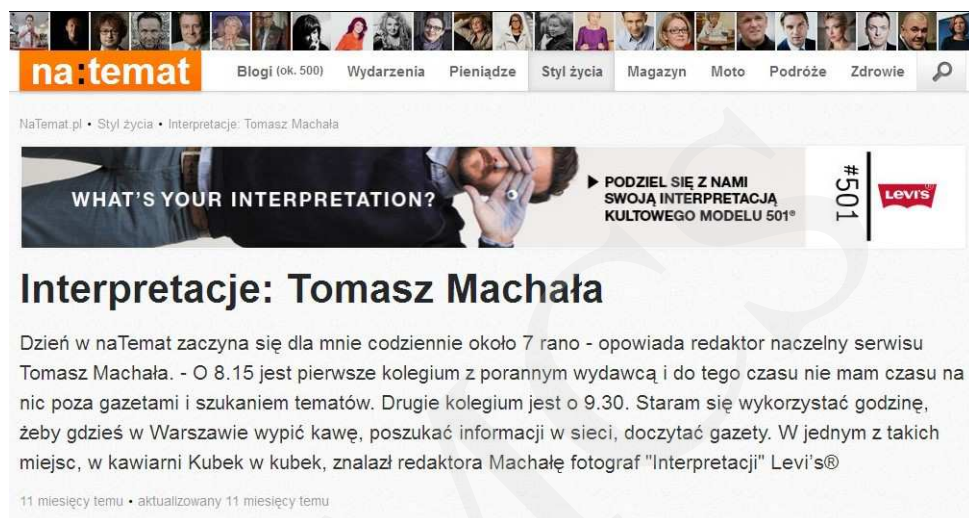 na:temat
Blogi (ok. 500) Wydarzenia Pieniądze Styl życia Magazyn Moto Podróże Zdrowie
NaTemat.pl • Styl życia • Interpretacje: Tomasz Machała
WHAT'S YOUR INTERPRETATION?
▶ PODZIEL SIĘ Z NAMI
SWOJĄ INTERPRETACJĄ
KULTOWEGO MODELU 501®
#501
LEVI'S®
Interpretacje: Tomasz Machała
Dzień w naTemat zaczyna się dla mnie codziennie około 7 rano - opowiada redaktor naczelny serwisu
Tomasz Machała. - O 8.15 jest pierwsze kolegium z porannym wydawcą i do tego czasu nie mam czasu na
nic poza gazetami i szukaniem tematów. Drugie kolegium jest o 9.30. Staram się wykorzystać godzinę,
żeby gdzieś w Warszawie wypić kawę, poszukać informacji w sieci, doczytać gazety. W jednym z takich
miejsc, w kawiarni Kubek w kubek, znalazł redaktora Machałę fotograf "Interpretacji" Levi's®
11 miesięcy temu • aktualizowany 11 miesięcy temu